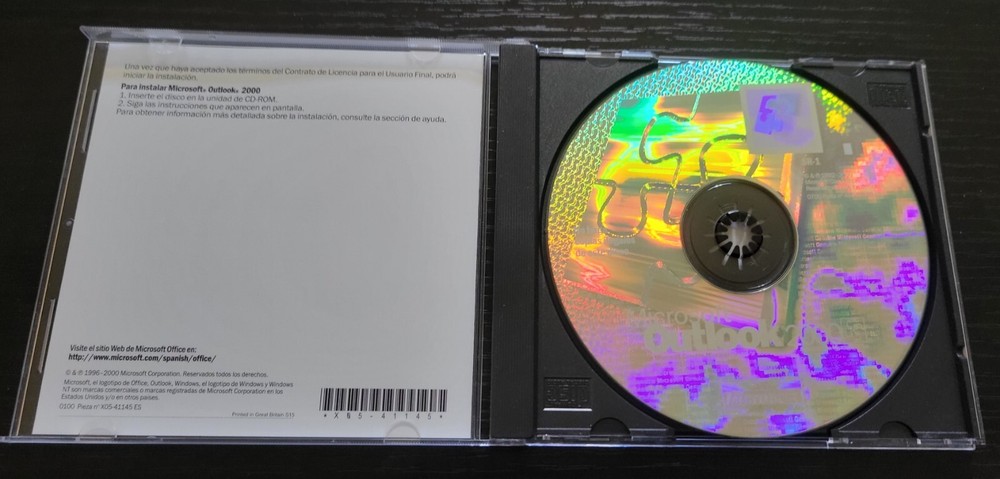 Una vez que haya aceptado los términos del Contrato de Licencia para el Usuario Final, podrá
iniciar la instalación.
Para instalar Microsoft® Outlook® 2000
1. Inserte el disco en la unidad de CD-ROM.
2. Siga las instrucciones que aparecen en pantalla.
Para obtener información más detallada sobre la instalación, consulte la sección de ayuda.
Visite el sitio Web de Microsoft Office en:
http://www.microsoft.com/spanish/office/
© & ℗ 1996-2000 Microsoft Corporation. Reservados todos los derechos.
Microsoft, el logotipo de Office, Outlook, Windows, el logotipo de Windows y Windows
NT son marcas comerciales o marcas registradas de Microsoft Corporation en los
Estados Unidos y/o en otros países.
0100 Pieza nº X05-41145 ES
Printed in Great Britain
*X05-41145*
Microsoft
Outlook 2000